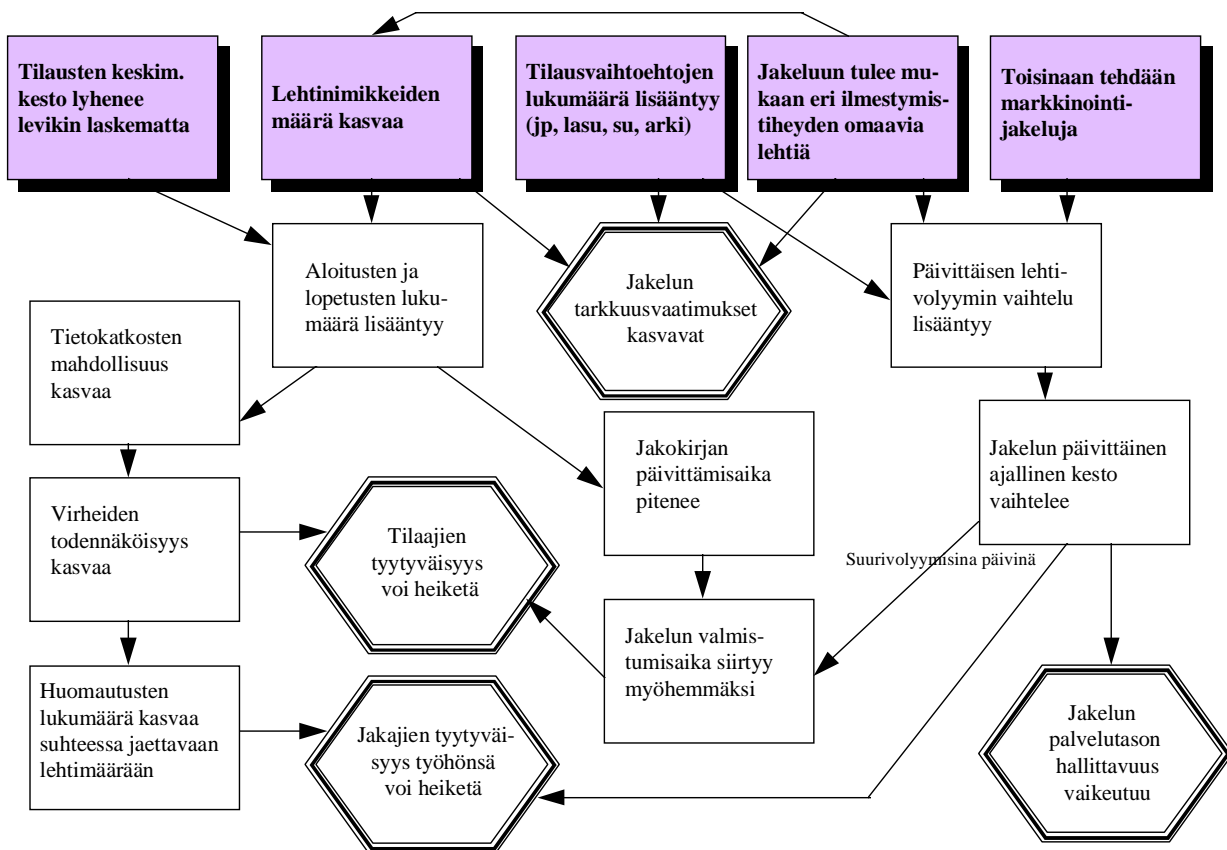 Tilausten keskim.
kesto lyhenee
levikin laskematta
Lehtinimikkeiden
määrä kasvaa
Tilausvaihtoehtojen
lukumäärä lisääntyy
(jp, lasu, su, arki)
Jakeluun tulee mu-
kaan eri ilmestymis-
tiheyden omaavia
lehtiä
Toisinaan tehdään
markkinointi-
jakeluja
Aloitusten ja
lopetusten luku-
määrä lisääntyy
Jakelun
tarkkuusvaatimukset
kasvavat
Päivittäisen lehti-
volyymin vaihtelu
lisääntyy
Tietokatkosten
mahdollisuus
kasvaa
Jakokirjan
päivittämisaika
pitenee
Jakelun päivittäinen
ajallinen kesto
vaihtelee
Virheiden
todennäköisyys
kasvaa
Tilaajien
tyytyväisyys
voi heiketä
Suurivolyymisina päivinä
Jakelun valmis-
tumisaika siirtyy
myöhemmäksi
Huomautusten
lukumäärä kasvaa
suhteessa jaettavaan
lehtimäärään
Jakajien tyytyväi-
syys työhönsä
voi heiketä
Jakelun
palvelutason
hallittavuus
vaikeutuu